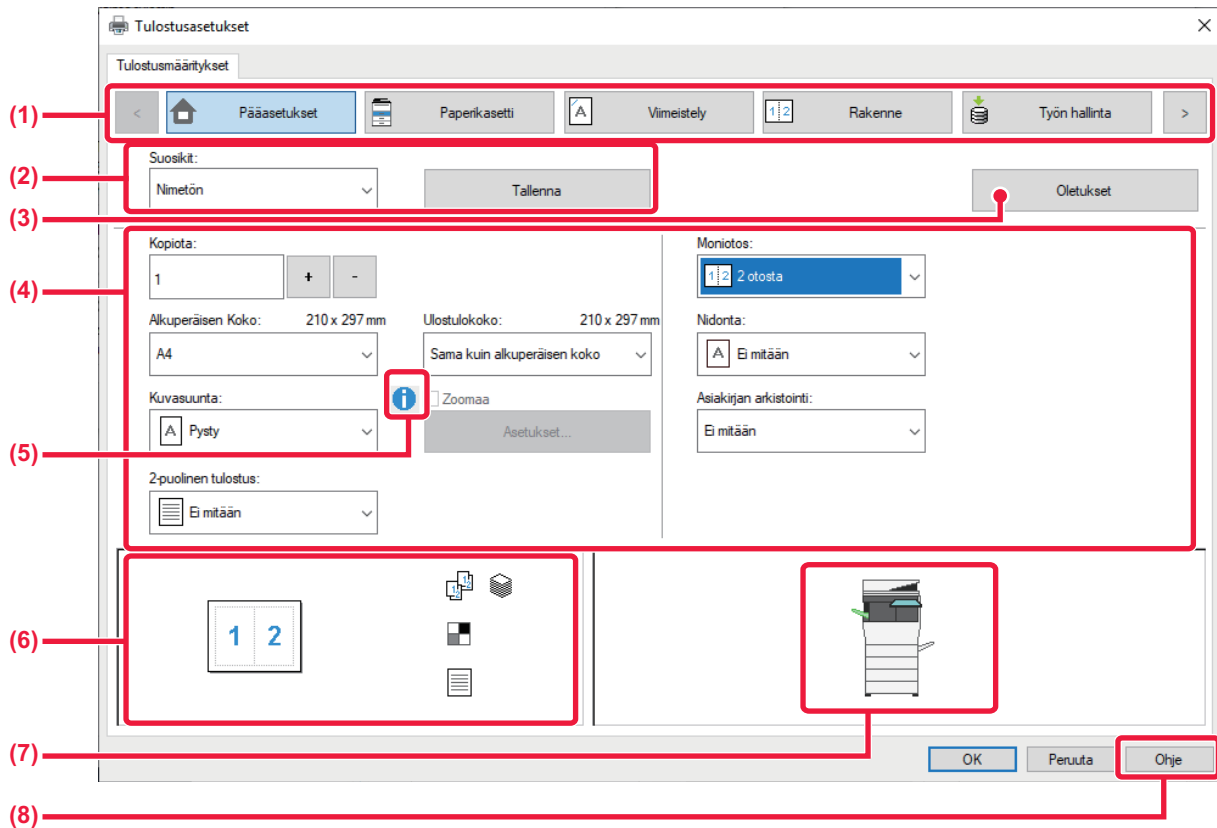 Tulostusasetukset
Tulostusmääritykset
(1)
< Pääasetukset Paperikasetti Viimeistely Rakenne Työn hallinta >
(2)
Suosikit:
Nimetön Tallenna Oletukset
(3)
(4)
Kopiota: Moniotos:
1 + - 1 2 2 otosta
Alkuperäisen Koko: 210 x 297 mm Ulostulokoko: 210 x 297 mm Nidonta:
A4 Sama kuin alkuperäisen koko A Ei mitään
Kuvasuunta: Zoomaa Asiakirjan arkistointi:
A Pysty Asetukset... Ei mitään
(5)
2-puolinen tulostus:
Ei mitään
(6)
1 2
(7)
OK Peruuta Ohje
(8)